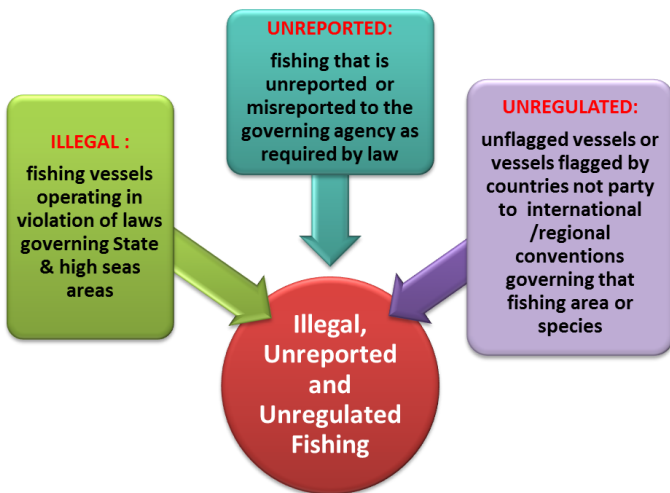 ILLEGAL :
fishing vessels
operating in
violation of laws
governing State
& high seas
areas
UNREPORTED:
fishing that is
unreported or
misreported to the
governing agency as
required by law
UNREGULATED:
unflagged vessels or
vessels flagged by
countries not party
to international
/regional
conventions
governing that
fishing area or
species
Illegal,
Unreported
and
Unregulated
Fishing